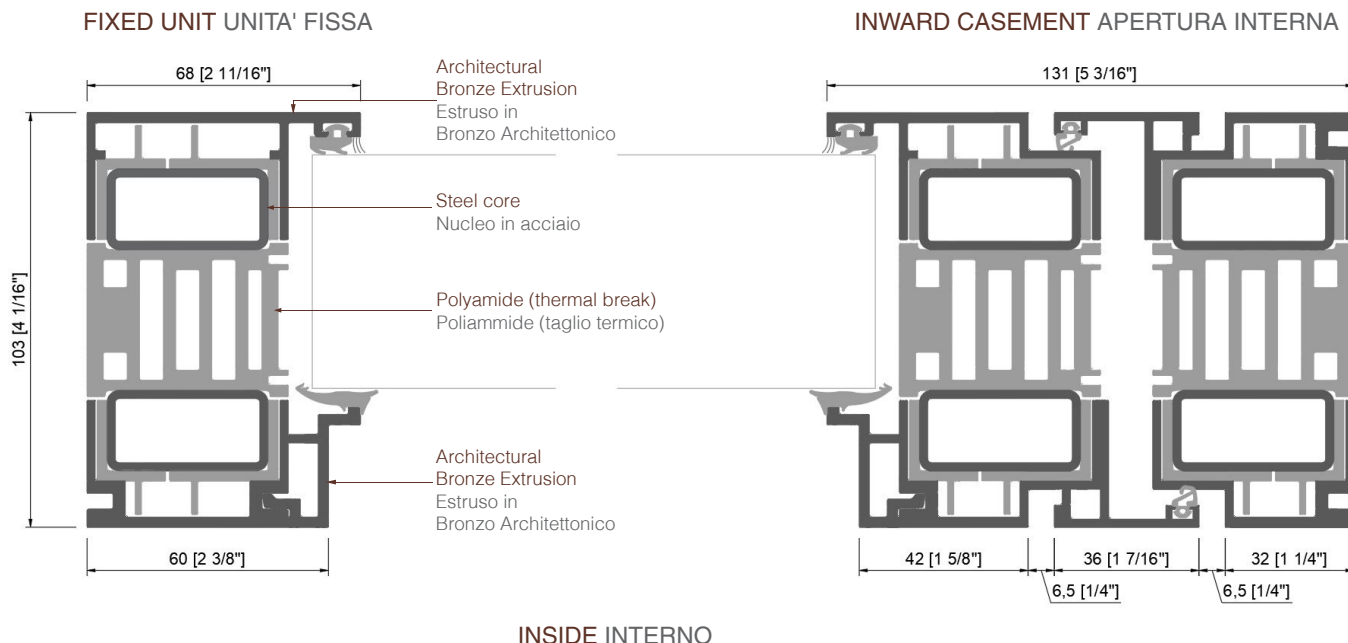 FIXED UNIT UNITA' FISSA
INWARD CASEMENT APERTURA INTERNA
68 [2 11/16"]
Architectural
Bronze Extrusion
Estruso in
Bronzo Architettonico
131 [5 3/16"]
Steel core
Nucleo in acciaio
103 [4 1/16"]
Polyamide (thermal break)
Poliammide (taglio termico)
Architectural
Bronze Extrusion
Estruso in
Bronzo Architettonico
60 [2 3/8"]
42 [1 5/8"]
36 [1 7/16"]
32 [1 1/4"]
6,5 [1/4"]
6,5 [1/4"]
INSIDE INTERNO